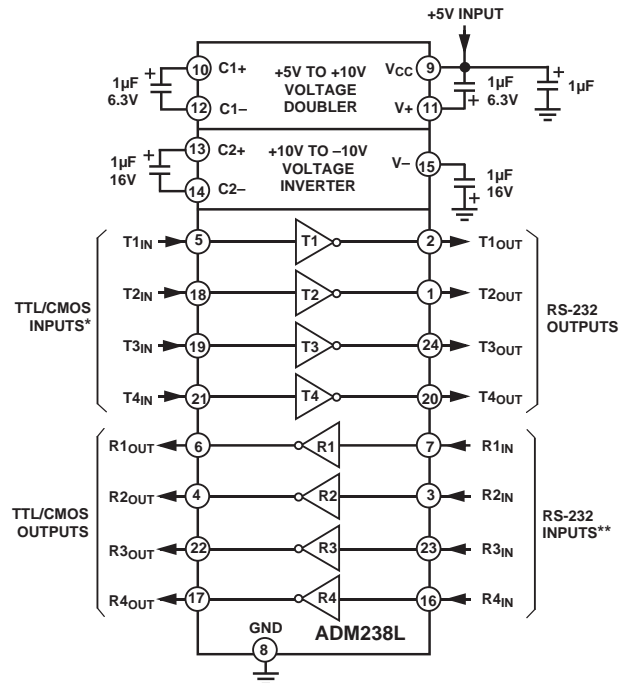 +5V INPUT
1µF
6.3V
+
10
C1+
12
C1–
+5V TO +10V
VOLTAGE
DOUBLER
VCC
9
V+
11
1µF
6.3V
+
+
1µF
1µF
16V
+
13
C2+
14
C2–
+10V TO –10V
VOLTAGE
INVERTER
V–
15
1µF
16V
+
TTL/CMOS
INPUTS*
T1IN
5
T1
2
T1OUT
T2IN
18
T2
1
T2OUT
T3IN
19
T3
24
T3OUT
T4IN
21
T4
20
T4OUT
RS-232
OUTPUTS
TTL/CMOS
OUTPUTS
R1OUT
6
R1
7
R1IN
R2OUT
4
R2
3
R2IN
R3OUT
22
R3
23
R3IN
R4OUT
17
R4
16
R4IN
RS-232
INPUTS**
GND
8
ADM238L